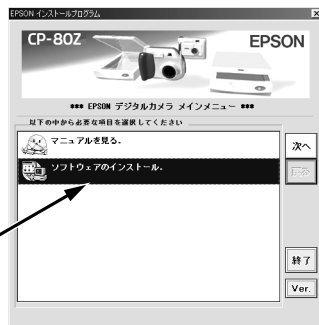 EPSON インストールプログラム
CP-80Z
EPSON
*** EPSON デジタルカメラ メインメニュー ***
以下の中から必要な項目を選択してください
マニュアルを見る.
ソフトウェアのインストール.
次へ
終了
Ver.